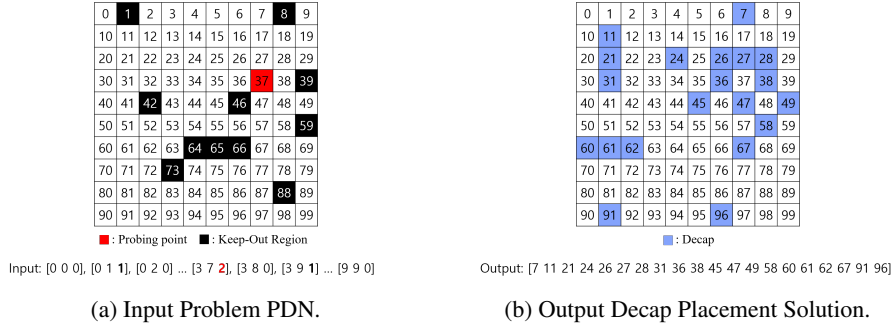 0 1 2 3 4 5 6 7 8 9
10 11 12 13 14 15 16 17 18 19
20 21 22 23 24 25 26 27 28 29
30 31 32 33 34 35 36 37 38 39
40 41 42 43 44 45 46 47 48 49
50 51 52 53 54 55 56 57 58 59
60 61 62 63 64 65 66 67 68 69
70 71 72 73 74 75 76 77 78 79
80 81 82 83 84 85 86 87 88 89
90 91 92 93 94 95 96 97 98 99
: Probing point : Keep-Out Region
Input: [0 0 0], [0 1 1], [0 2 0] ... [3 7 2], [3 8 0], [3 9 1] ... [9 9 0]
(a) Input Problem PDN.
0 1 2 3 4 5 6 7 8 9
10 11 12 13 14 15 16 17 18 19
20 21 22 23 24 25 26 27 28 29
30 31 32 33 34 35 36 37 38 39
40 41 42 43 44 45 46 47 48 49
50 51 52 53 54 55 56 57 58 59
60 61 62 63 64 65 66 67 68 69
70 71 72 73 74 75 76 77 78 79
80 81 82 83 84 85 86 87 88 89
90 91 92 93 94 95 96 97 98 99
: Decap
Output: [7 11 21 24 26 27 28 31 36 38 45 47 49 58 60 61 62 67 91 96]
(b) Output Decap Placement Solution.